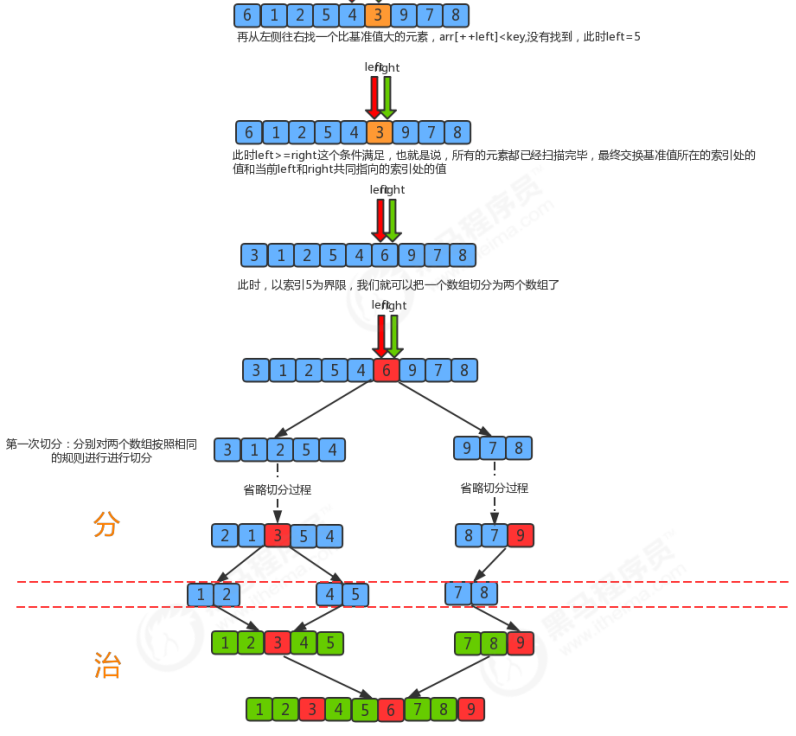 6 1 2 5 4 3 9 7 8
再从左侧往右找一个比基准值大的元素，arr[++left]<key,没有找到，此时left=5
left right
6 1 2 5 4 3 9 7 8
此时left>=right这个条件满足，也就是说，所有的元素都已经扫描完毕，最终交换基准值所在的索引处的
值和当前left和right共同指向的索引处的值
left right
3 1 2 5 4 6 9 7 8
此时，以索引5为界限，我们就可以把一个数组切分为两个数组了
left right
3 1 2 5 4 6 9 7 8
第一次切分：分别对两个数组按照相同
的规则进行进行切分
3 1 2 5 4
9 7 8
省略切分过程
省略切分过程
分
2 1 3 5 4
8 7 9
1 2
4 5
7 8
治
1 2 3 4 5
7 8 9
1 2 3 4 5 6 7 8 9
黑马程序员